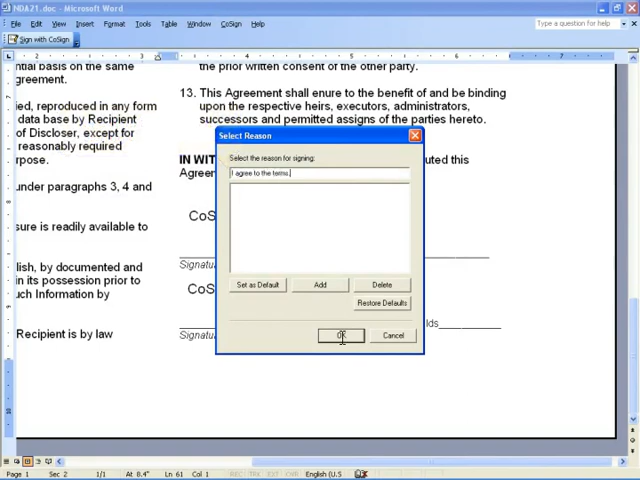 NDA21.doc - Microsoft Word
File Edit View Insert Format Tools Table Window CoSign Help
Type a question for help
Sign with CoSign
ntial basis on the same
agreement.
ied, reproduced in any form
data base by Recipient
of Discloser, except for
reasonably required
rpose.
under paragraphs 3, 4 and
sure is readily available to
lish, by documented and
in its possession prior to
uch Information by
Recipient is by law
the prior written consent of the other party.
13. This Agreement shall enure to the benefit of and be binding
upon the respective heirs, executors, administrators,
successors and permitted assigns of the parties hereto.
IN WIT
uted this
Agreem
CoS
Signatu
CoS
Signatu
lds
Select Reason
Select the reason for signing:
I agree to the terms.
Set as Default Add Delete
Restore Defaults
OK Cancel
Page 1 Sec 2 1/1 At 8.4" Ln 61 Col 1 REC TRK EXT OVR English (U.S